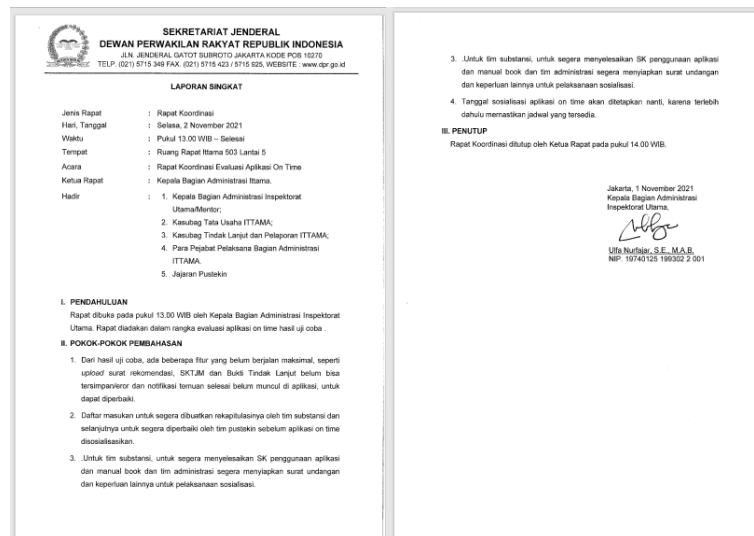 SEKRETARIAT JENDERAL
DEWAN PERWAKILAN RAKYAT REPUBLIK INDONESIA
JLN. JENDERAL GATOT SUBROTO JAKARTA KODE POS 10270
TELP. (021) 5715 349 FAX. (021) 5715 423 / 5715 925, WEBSITE : www.dpr.go.id
LAPORAN SINGKAT
Jenis Rapat : Rapat Koordinasi
Hari, Tanggal : Selasa, 2 November 2021
Waktu : Pukul 13.00 WIB – Selesai
Tempat : Ruang Rapat Ittama 503 Lantai 5
Acara : Rapat Koordinasi Evaluasi Aplikasi On Time
Ketua Rapat : Kepala Bagian Administrasi Ittama.
Hadir : 1. Kepala Bagian Administrasi Inspektorat
Utama/Mentor;
2. Kasubag Tata Usaha ITTAMA;
3. Kasubag Tindak Lanjut dan Pelaporan ITTAMA;
4. Para Pejabat Pelaksana Bagian Administrasi
ITTAMA.
5. Jajaran Pustekin
I. PENDAHULUAN
Rapat dibuka pada pukul 13.00 WIB oleh Kepala Bagian Administrasi Inspektorat
Utama. Rapat diadakan dalam rangka evaluasi aplikasi on time hasil uji coba .
II. POKOK-POKOK PEMBAHASAN
1. Dari hasil uji coba, ada beberapa fitur yang belum berjalan maksimal, seperti
upload surat rekomendasi, SKTJM dan Bukti Tindak Lanjut belum bisa
tersimpan/eror dan notifikasi temuan selesai belum muncul di aplikasi, untuk
dapat diperbaiki.
2. Daftar masukan untuk segera dibuatkan rekapitulasinya oleh tim substansi dan
selanjutnya untuk segera diperbaiki oleh tim pustekin sebelum aplikasi on time
disosialisasikan.
3. .Untuk tim substansi, untuk segera menyelesaikan SK penggunaan aplikasi
dan manual book dan tim administrasi segera menyiapkan surat undangan
dan keperluan lainnya untuk pelaksanaan sosialisasi.
3. .Untuk tim substansi, untuk segera menyelesaikan SK penggunaan aplikasi
dan manual book dan tim administrasi segera menyiapkan surat undangan
dan keperluan lainnya untuk pelaksanaan sosialisasi.
4. Tanggal sosialisasi aplikasi on time akan ditetapkan nanti, karena terlebih
dahulu memastikan jadwal yang tersedia.
III. PENUTUP
Rapat Koordinasi ditutup oleh Ketua Rapat pada pukul 14.00 WIB.
Jakarta, 1 November 2021
Kepala Bagian Administrasi
Inspektorat Utama,
Ulfa Nurfajar, S.E., M.A.B.
NIP. 19740125 199302 2 001